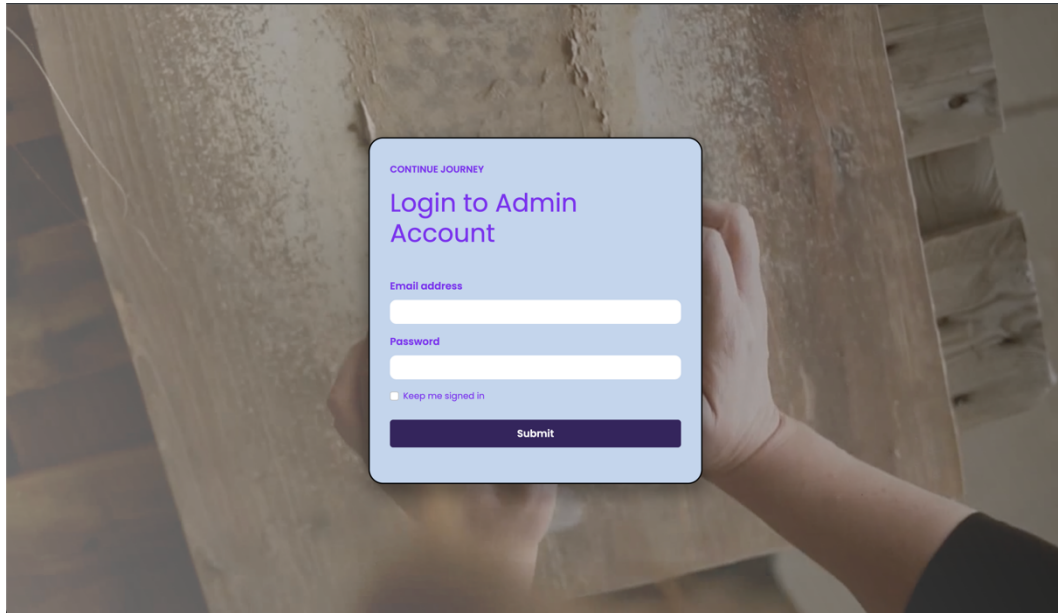 CONTINUE JOURNEY
Login to Admin
Account
Email address
Password
Keep me signed in
Submit